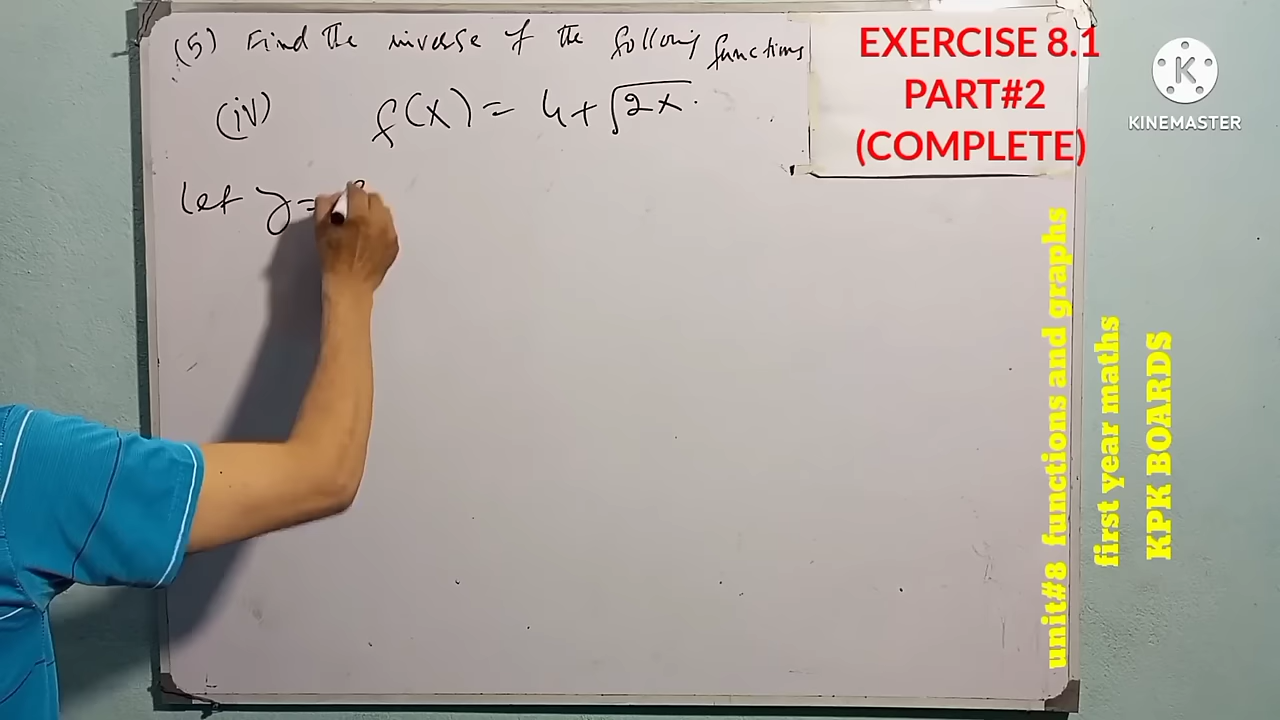 (5) Find the inverse of the following functions
(iv) f(x) = 4+√2x.
let y=
EXERCISE 8.1
PART#2
(COMPLETE)
K
KINEMASTER
unit#8 functions and graphs
first year maths
KPK BOARDS